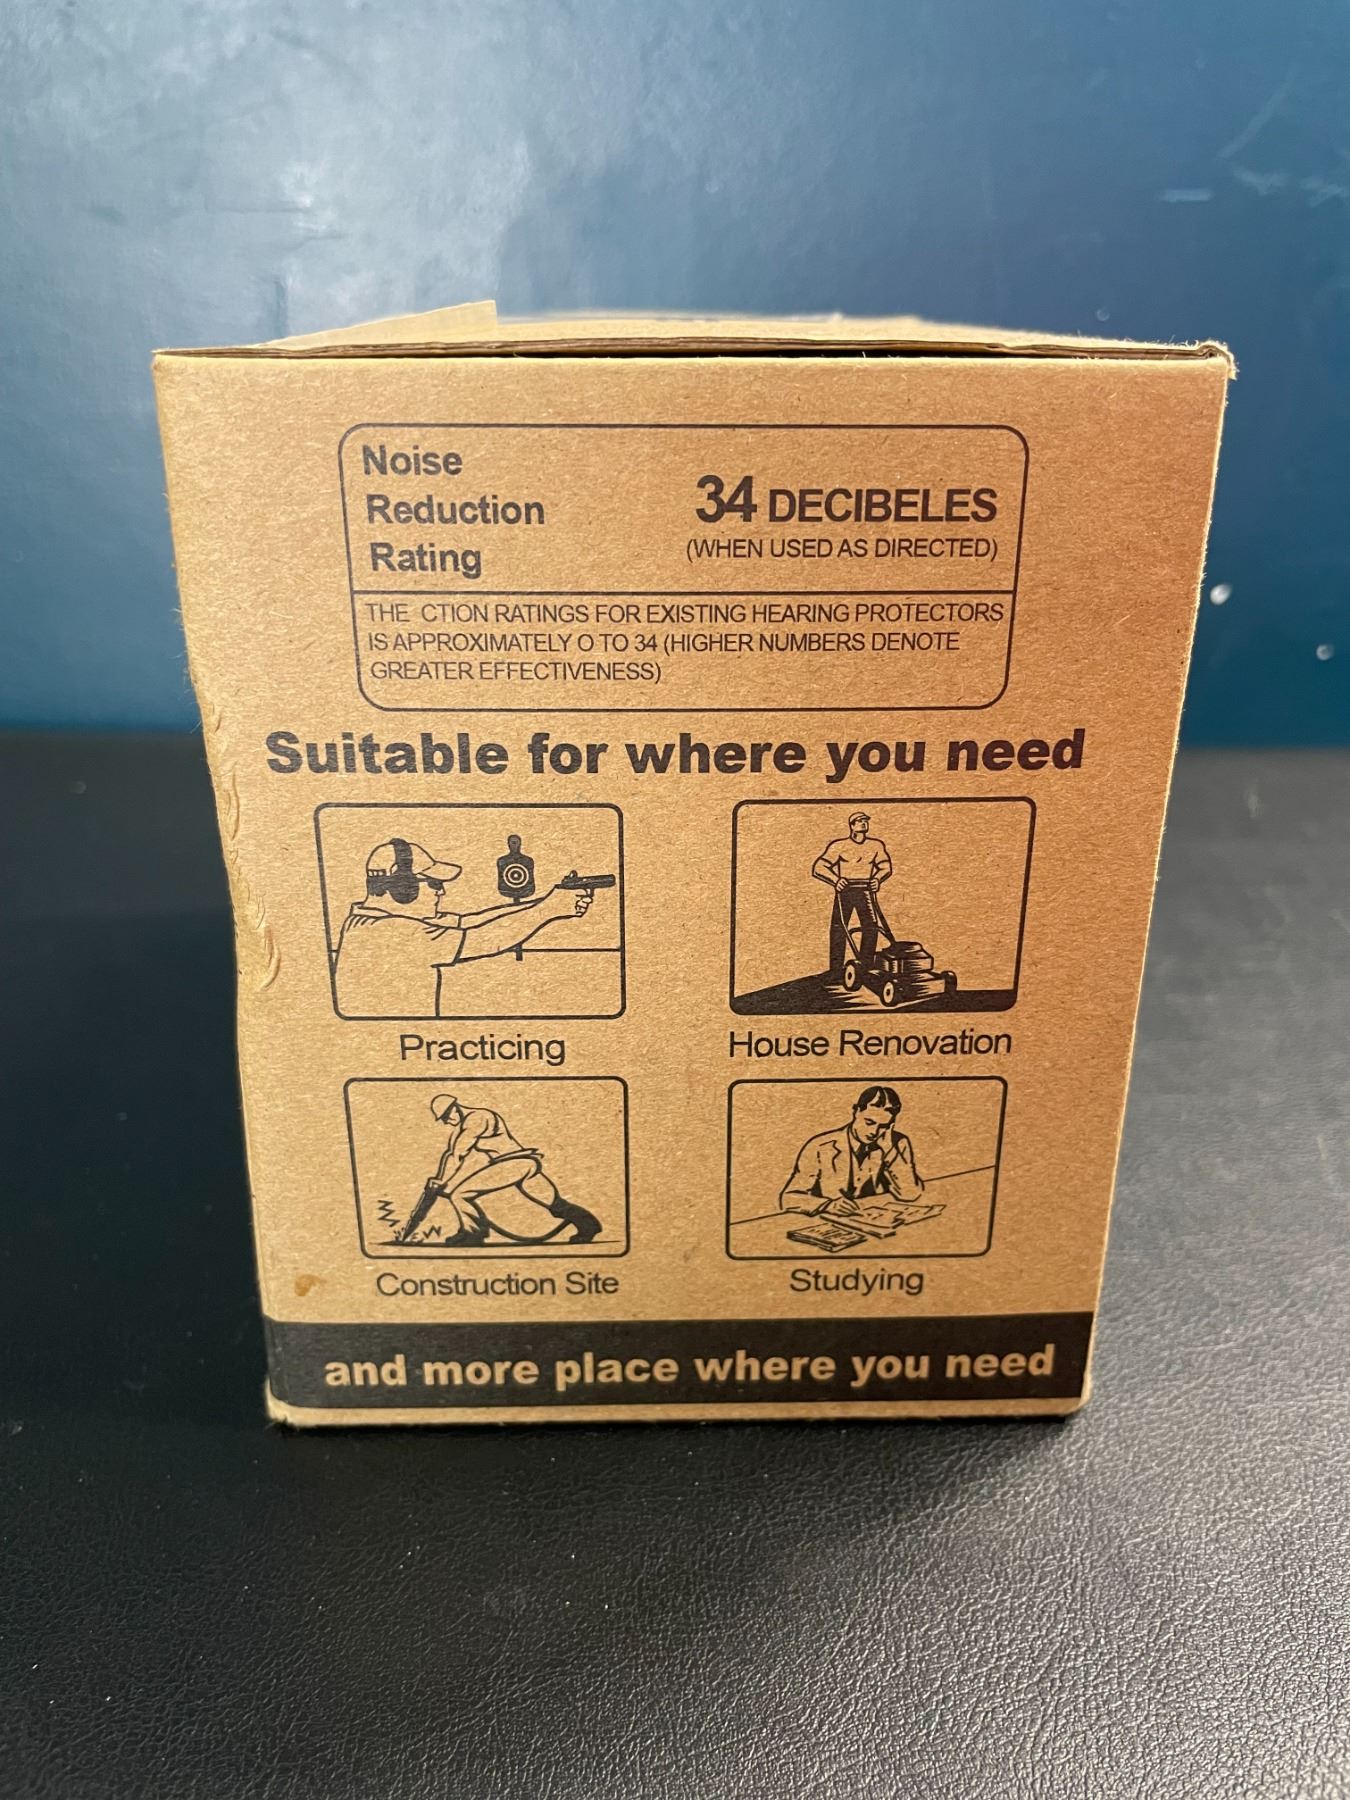 Noise
Reduction
Rating
34 DECIBELES
(WHEN USED AS DIRECTED)
THE CTION RATINGS FOR EXISTING HEARING PROTECTORS
IS APPROXIMATELY O TO 34 (HIGHER NUMBERS DENOTE
GREATER EFFECTIVENESS)
Suitable for where you need
Practicing
House Renovation
Construction Site
Studying
and more place where you need